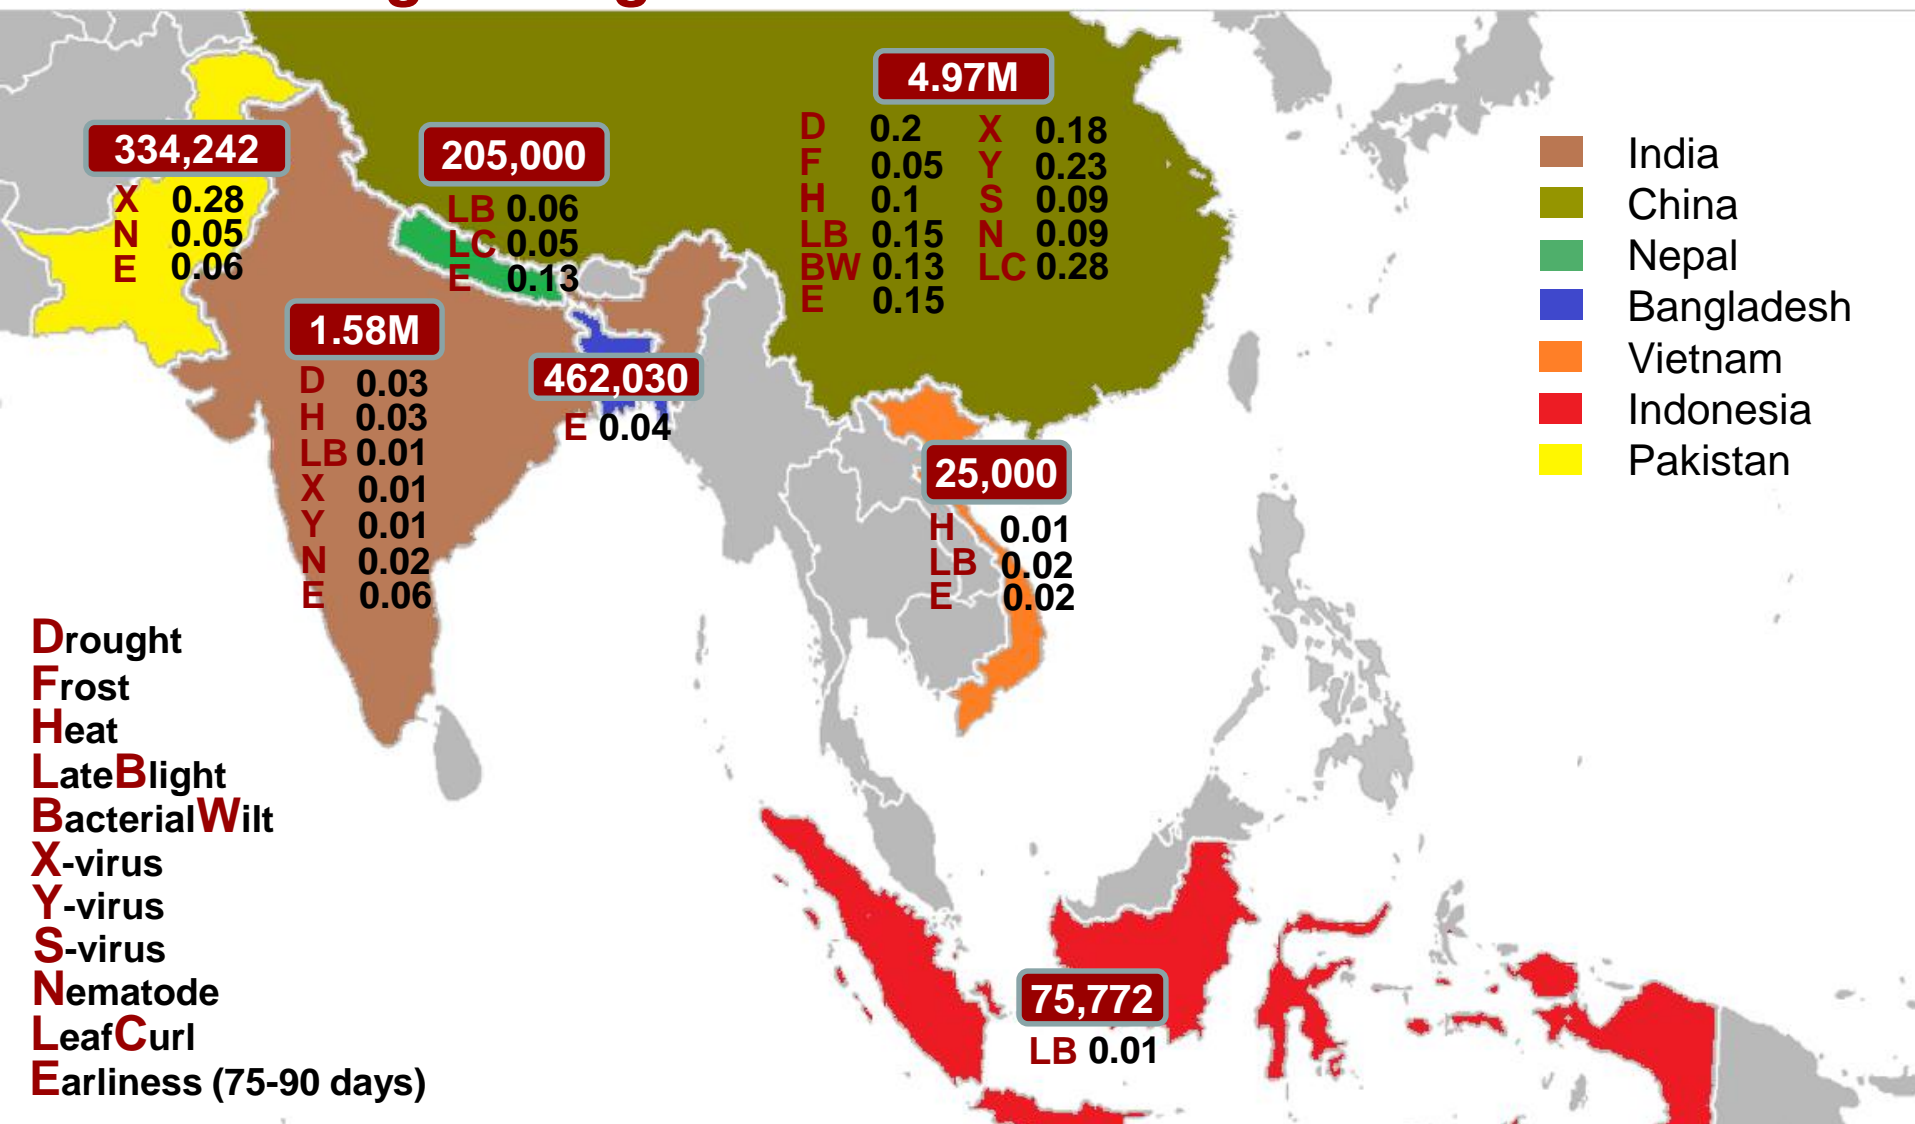 4.97M
D 0.2 X 0.18
F 0.05 Y 0.23
H 0.1 S 0.09
LB 0.15 N 0.09
BW 0.13 LC 0.28
E 0.15
334,242
X 0.28
N 0.05
E 0.06
205,000
LB 0.06
LC 0.05
E 0.13
1.58M
D 0.03
H 0.03
LB 0.01
X 0.01
Y 0.01
N 0.02
E 0.06
462,030
E 0.04
25,000
H 0.01
LB 0.02
E 0.02
75,772
LB 0.01
India
China
Nepal
Bangladesh
Vietnam
Indonesia
Pakistan
Drought
Frost
Heat
LateBlight
BacterialWilt
X-virus
Y-virus
S-virus
Nematode
LeafCurl
Earliness (75-90 days)